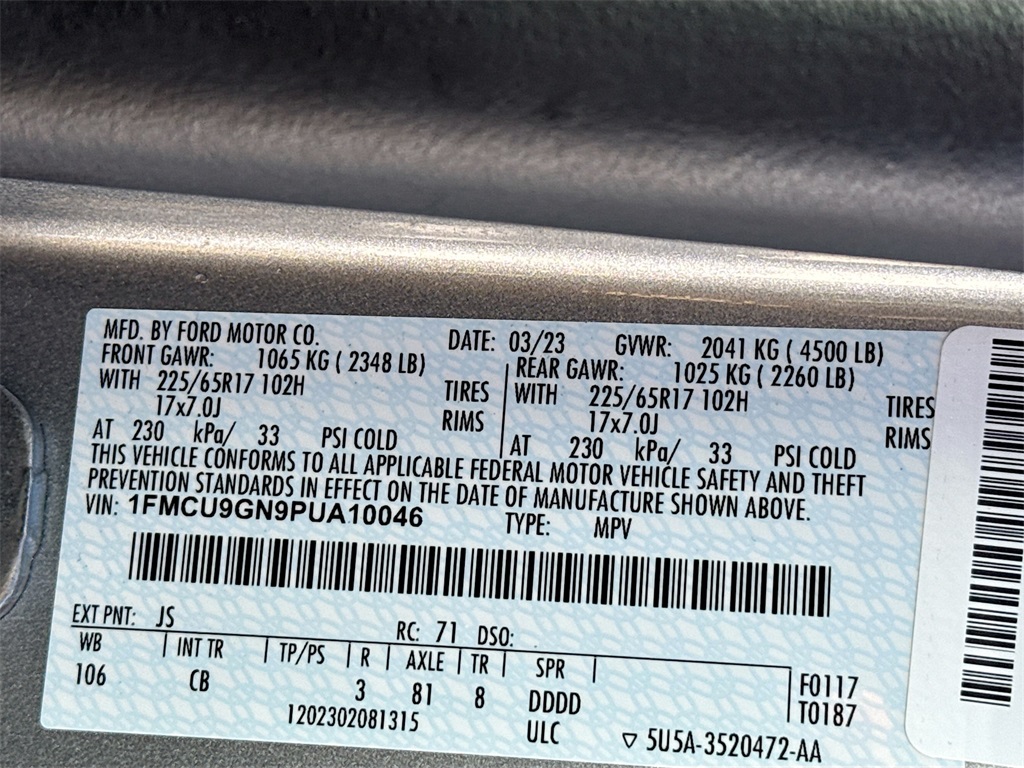 MFD. BY FORD MOTOR CO. DATE: 03/23 GVWR: 2041 KG ( 4500 LB)
FRONT GAWR: 1065 KG ( 2348 LB) REAR GAWR: 1025 KG ( 2260 LB)
WITH 225/65R17 102H TIRES WITH 225/65R17 102H TIRES
17x7.0J RIMS 17x7.0J RIMS
AT 230 kPa/ 33 PSI COLD AT 230 kPa/ 33 PSI COLD
THIS VEHICLE CONFORMS TO ALL APPLICABLE FEDERAL MOTOR VEHICLE SAFETY AND THEFT
PREVENTION STANDARDS IN EFFECT ON THE DATE OF MANUFACTURE SHOWN ABOVE.
VIN: 1FMCU9GN9PUA10046 TYPE: MPV
EXT PNT: JS RC: 71 DSO:
WB INT TR TP/PS R AXLE TR SPR
106 CB 3 81 8 DDDD F0117
1202302081315 ULC T0187
▽ 5U5A-3520472-AA